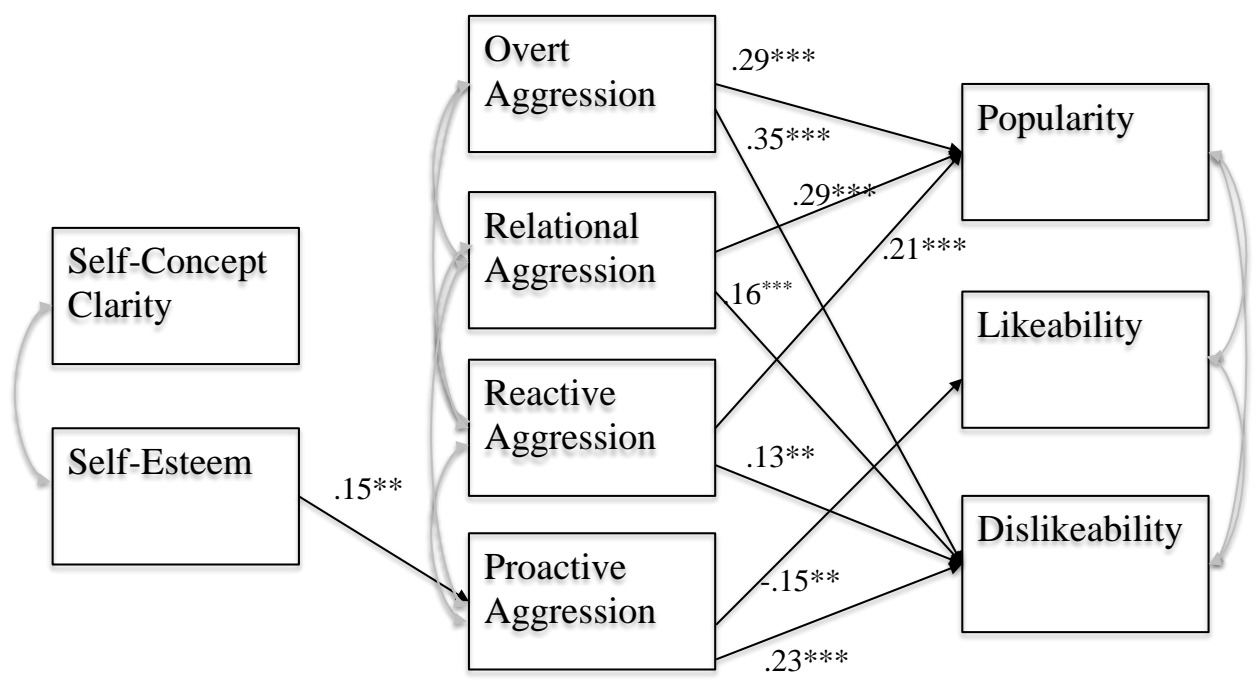 Overt
Aggression
.29***
Popularity
.35***
.29***
Relational
Aggression
.21***
Self-Concept
Clarity
.16***
Likeability
Reactive
Aggression
Self-Esteem
.13**
.15**
Dislikeability
Proactive
Aggression
-.15**
.23***